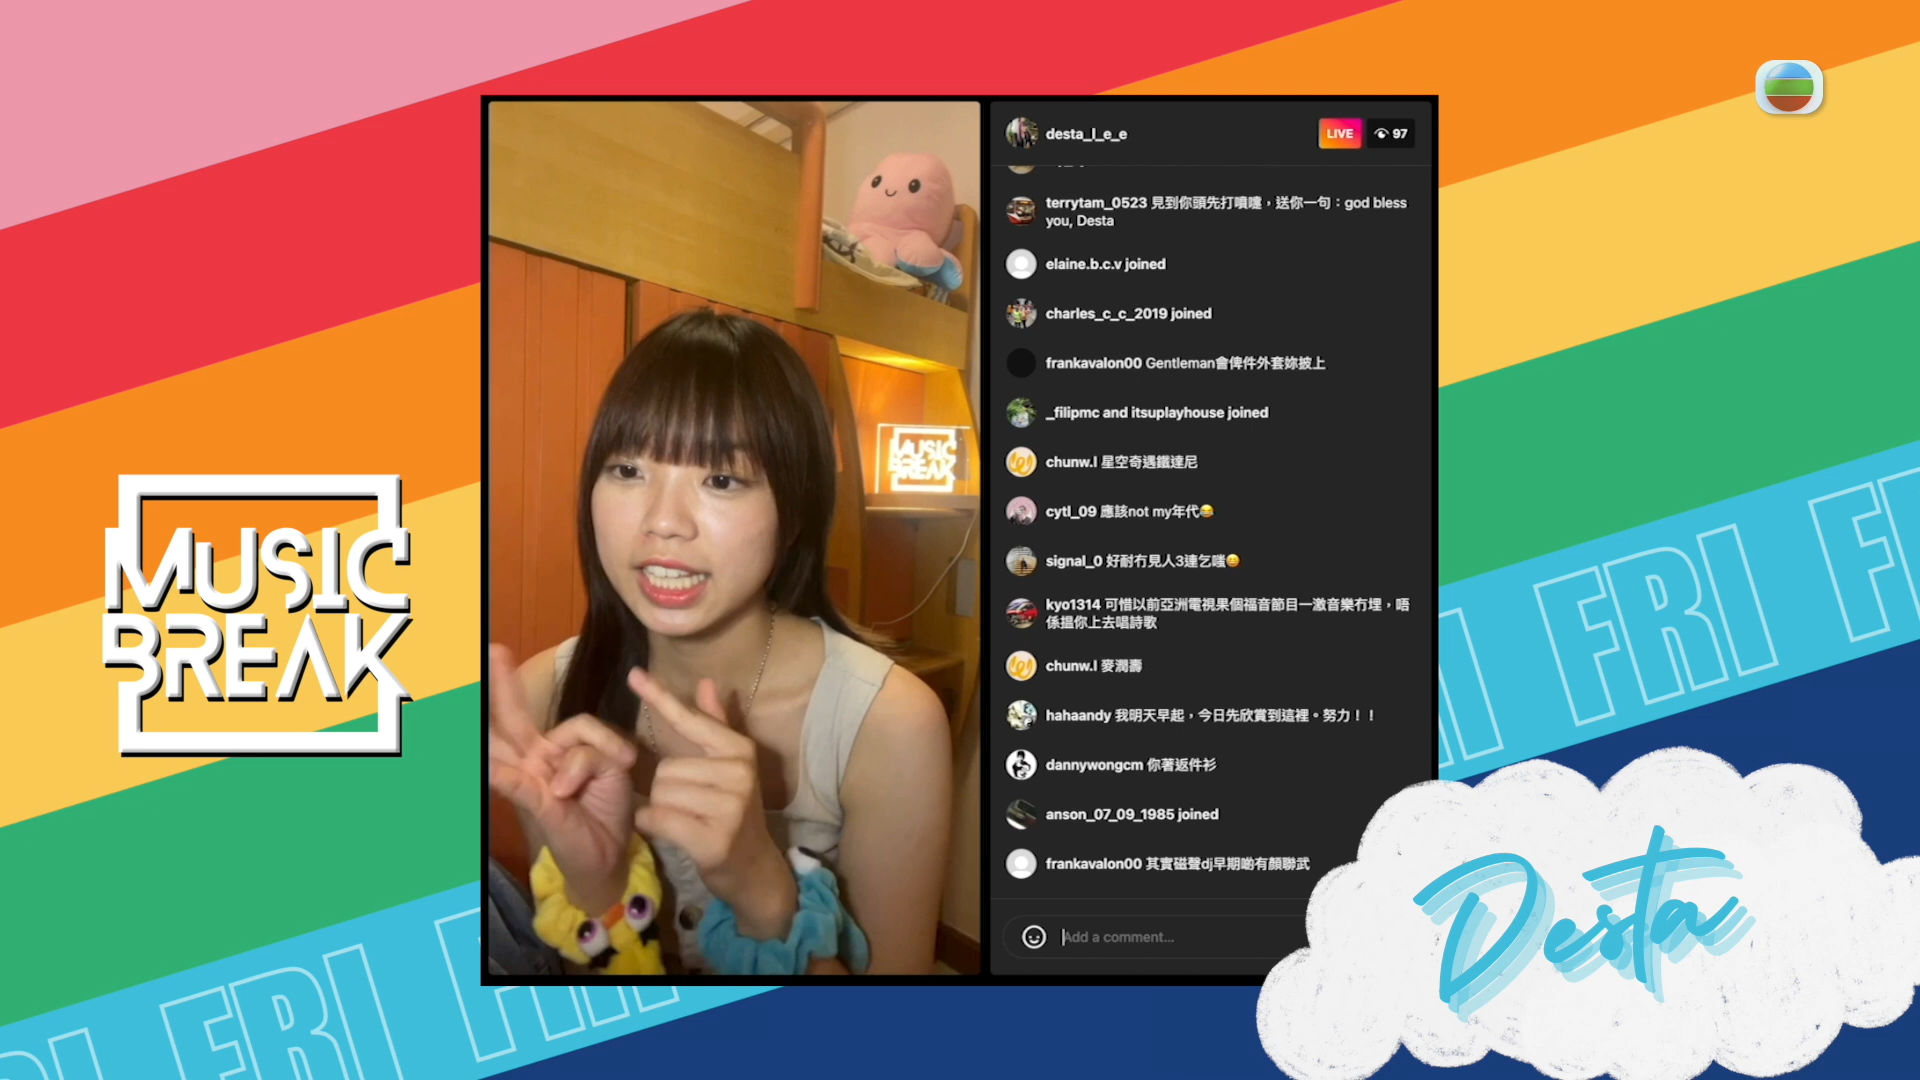 desta_l_e_e
LIVE
97
terrytam_0523 見到你頭先打噴嚏，送你一句：god bless
you, Desta
elaine.b.c.v joined
charles_c_c_2019 joined
frankavalon00 Gentleman會俾件外套妳披上
_filipmc and itsuplayhouse joined
chunw.l 星空奇遇鐵達尼
cytl_09 應該not my年代😂
signal_0 好耐冇見人3連乞嗤😄
kyo1314 可惜以前亞洲電視果個福音節目一激音樂冇埋，唔
係搵你上去唱詩歌
chunw.l 麥潤壽
hahaandy 我明天早起，今日先欣賞到這裡。努力！！
dannywongcm 你著返件衫
anson_07_09_1985 joined
frankavalon00 其實磁聲dj早期啲有顏聯武
Add a comment...
MUSIC
BREAK
MUSIC
BREAK
FRI
FRI
FRI
Desta